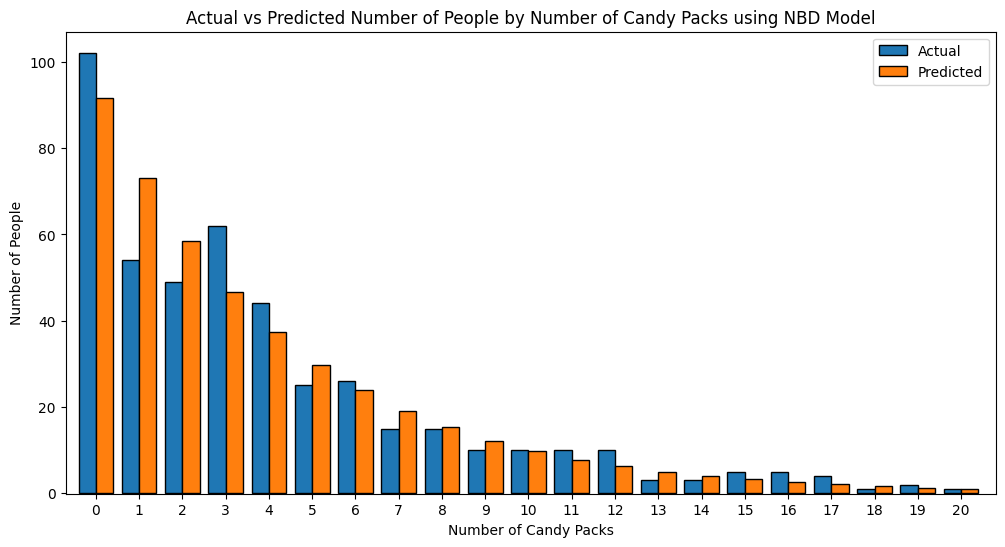 Actual vs Predicted Number of People by Number of Candy Packs using NBD Model
Actual
Predicted
Number of People
100
80
60
40
20
0
0 1 2 3 4 5 6 7 8 9 10 11 12 13 14 15 16 17 18 19 20
Number of Candy Packs